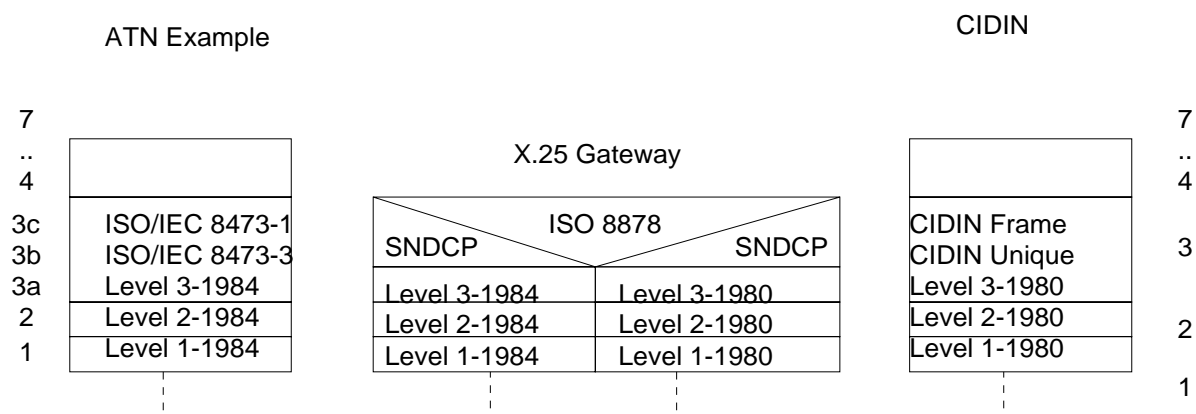 ATN Example
CIDIN
7
..
4
3c
3b
3a
2
1
ISO/IEC 8473-1
ISO/IEC 8473-3
Level 3-1984
Level 2-1984
Level 1-1984
X.25 Gateway
ISO 8878
SNDCP
SNDCP
Level 3-1984
Level 3-1980
Level 2-1984
Level 2-1980
Level 1-1984
Level 1-1980
CIDIN Frame
CIDIN Unique
Level 3-1980
Level 2-1980
Level 1-1980
7
..
4
3
2
1